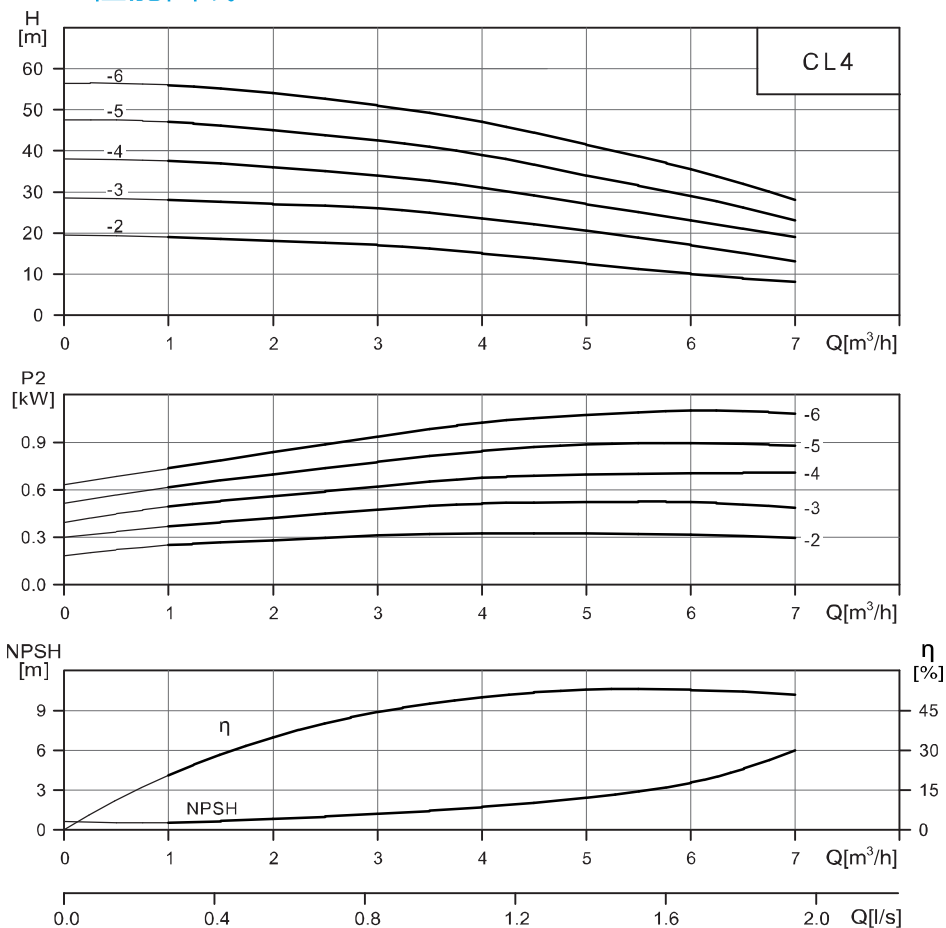 H
[m]
CL4
60
50
40
30
20
10
0
-6
-5
-4
-3
-2
0 1 2 3 4 5 6 7 Q[m³/h]
P2
[kW]
0.9
0.6
0.3
0.0
-6
-5
-4
-3
-2
0 1 2 3 4 5 6 7 Q[m³/h]
NPSH
[m]
η
[%]
9
6
3
0
η
NPSH
45
30
15
0
0 1 2 3 4 5 6 7 Q[m³/h]
0.0 0.4 0.8 1.2 1.6 2.0 Q[l/s]